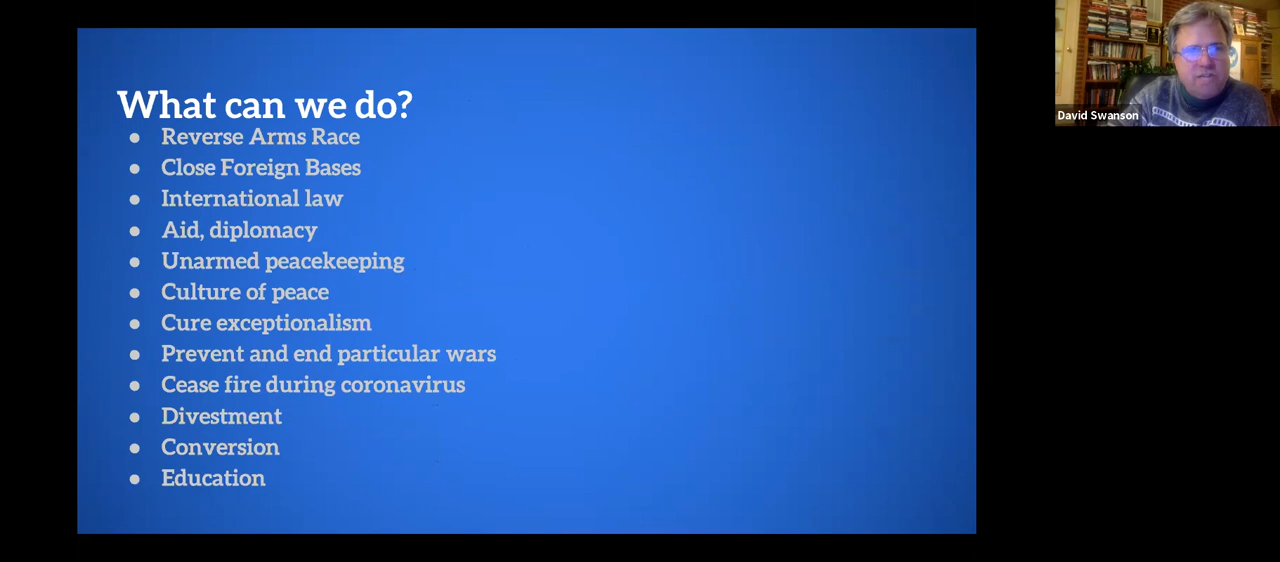 What can we do?
● Reverse Arms Race
● Close Foreign Bases
● International law
● Aid, diplomacy
● Unarmed peacekeeping
● Culture of peace
● Cure exceptionalism
● Prevent and end particular wars
● Cease fire during coronavirus
● Divestment
● Conversion
● Education
David Swanson